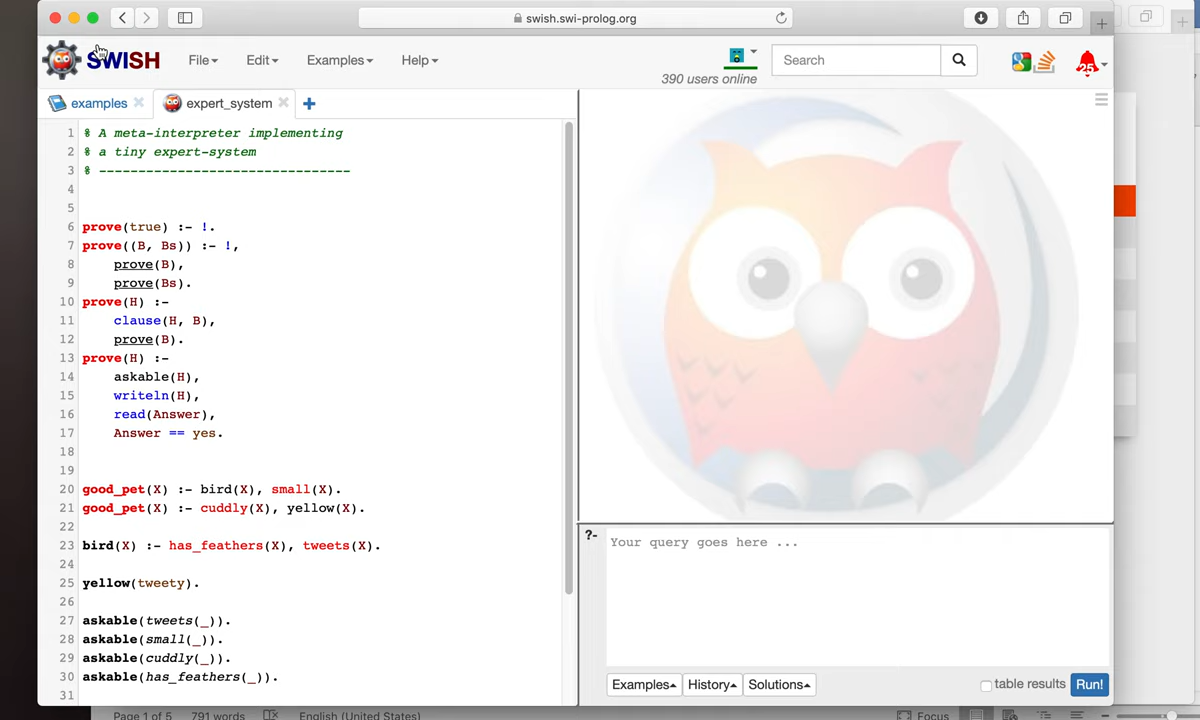 swish.swi-prolog.org
SWISH File Edit Examples Help Search 25
390 users online
examples expert_system
1 % A meta-interpreter implementing
2 % a tiny expert-system
3 % --------------------------------
4
5
6 prove(true) :- !.
7 prove((B, Bs)) :- !,
8 prove(B),
9 prove(Bs).
10 prove(H) :-
11 clause(H, B),
12 prove(B).
13 prove(H) :-
14 askable(H),
15 writeln(H),
16 read(Answer),
17 Answer == yes.
18
19
20 good_pet(X) :- bird(X), small(X).
21 good_pet(X) :- cuddly(X), yellow(X).
22
23 bird(X) :- has_feathers(X), tweets(X).
24
25 yellow(tweety).
26
27 askable(tweets(_)).
28 askable(small(_)).
29 askable(cuddly(_)).
30 askable(has_feathers(_)).
31
?- Your query goes here ...
Examples History Solutions table results Run!
Page 1 of 5 791 words English (United States) Focus